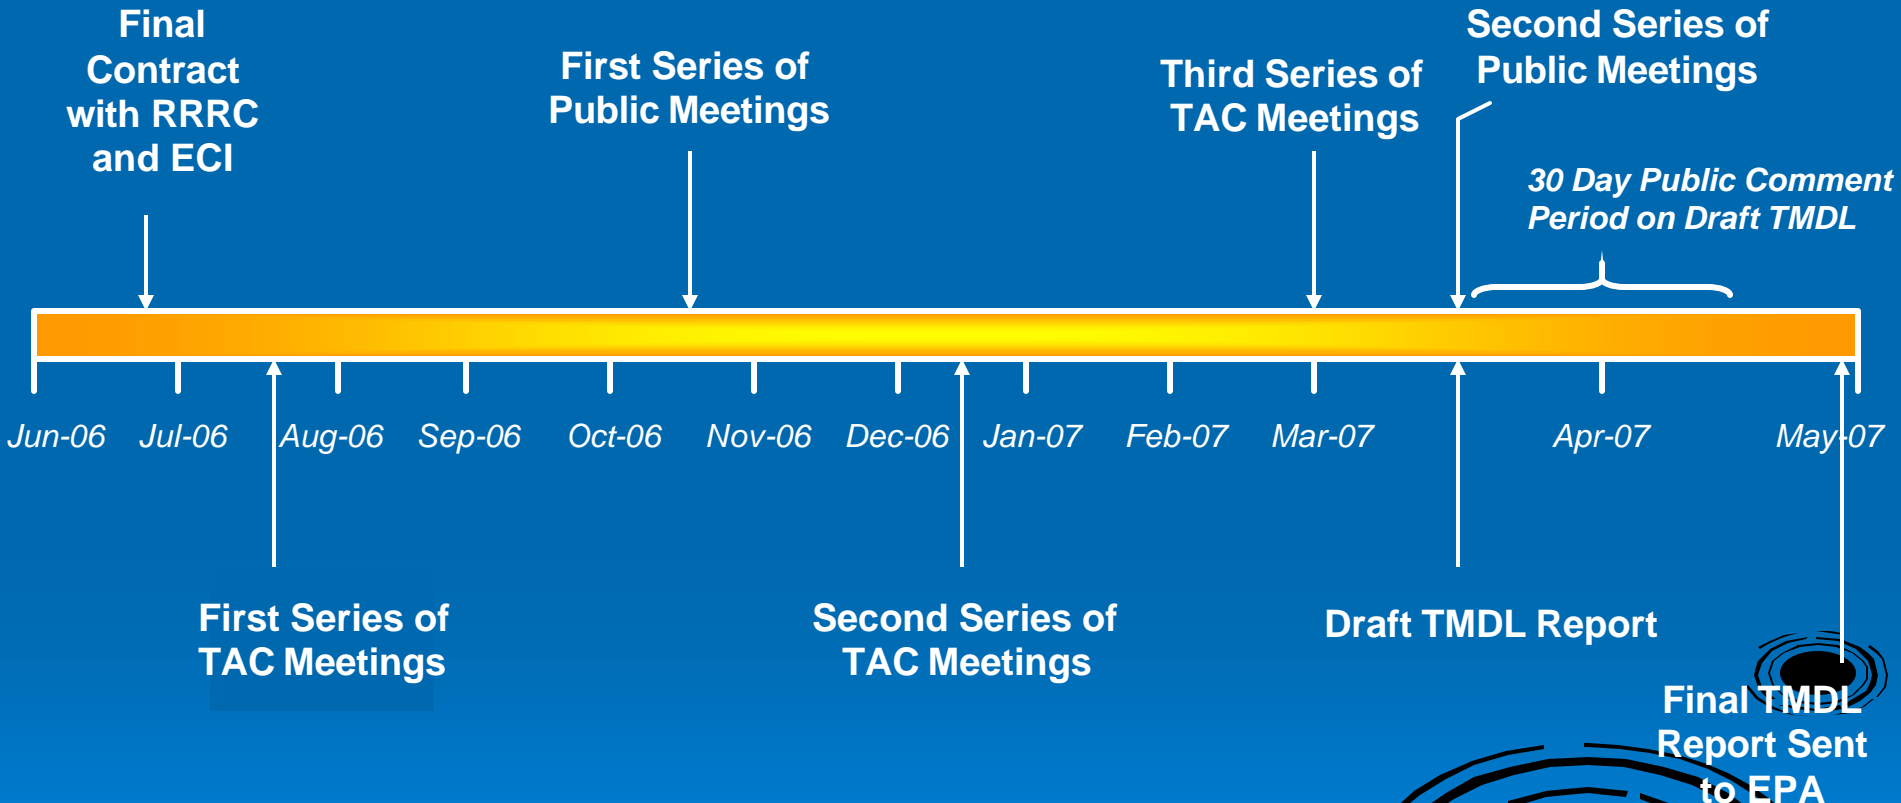 Final
Contract
with RRRC
and ECI
First Series of
Public Meetings
Third Series of
TAC Meetings
Second Series of
Public Meetings
30 Day Public Comment
Period on Draft TMDL
Jun-06
Jul-06
Aug-06
Sep-06
Oct-06
Nov-06
Dec-06
Jan-07
Feb-07
Mar-07
Apr-07
May-07
First Series of
TAC Meetings
Second Series of
TAC Meetings
Draft TMDL Report
Final TMDL
Report Sent
to EPA